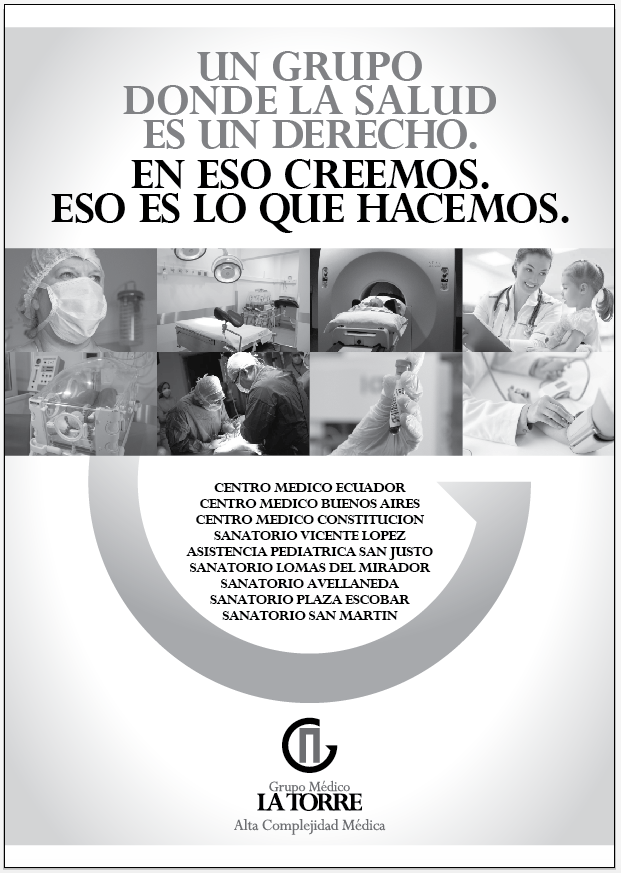 UN GRUPO
DONDE LA SALUD
ES UN DERECHO.
EN ESO CREEMOS.
ESO ES LO QUE HACEMOS.
CENTRO MEDICO ECUADOR
CENTRO MEDICO BUENOS AIRES
CENTRO MEDICO CONSTITUCION
SANATORIO VICENTE LOPEZ
ASISTENCIA PEDIATRICA SAN JUSTO
SANATORIO LOMAS DEL MIRADOR
SANATORIO AVELLANEDA
SANATORIO PLAZA ESCOBAR
SANATORIO SAN MARTIN
Grupo Médico
LA TORRE
Alta Complejidad Médica